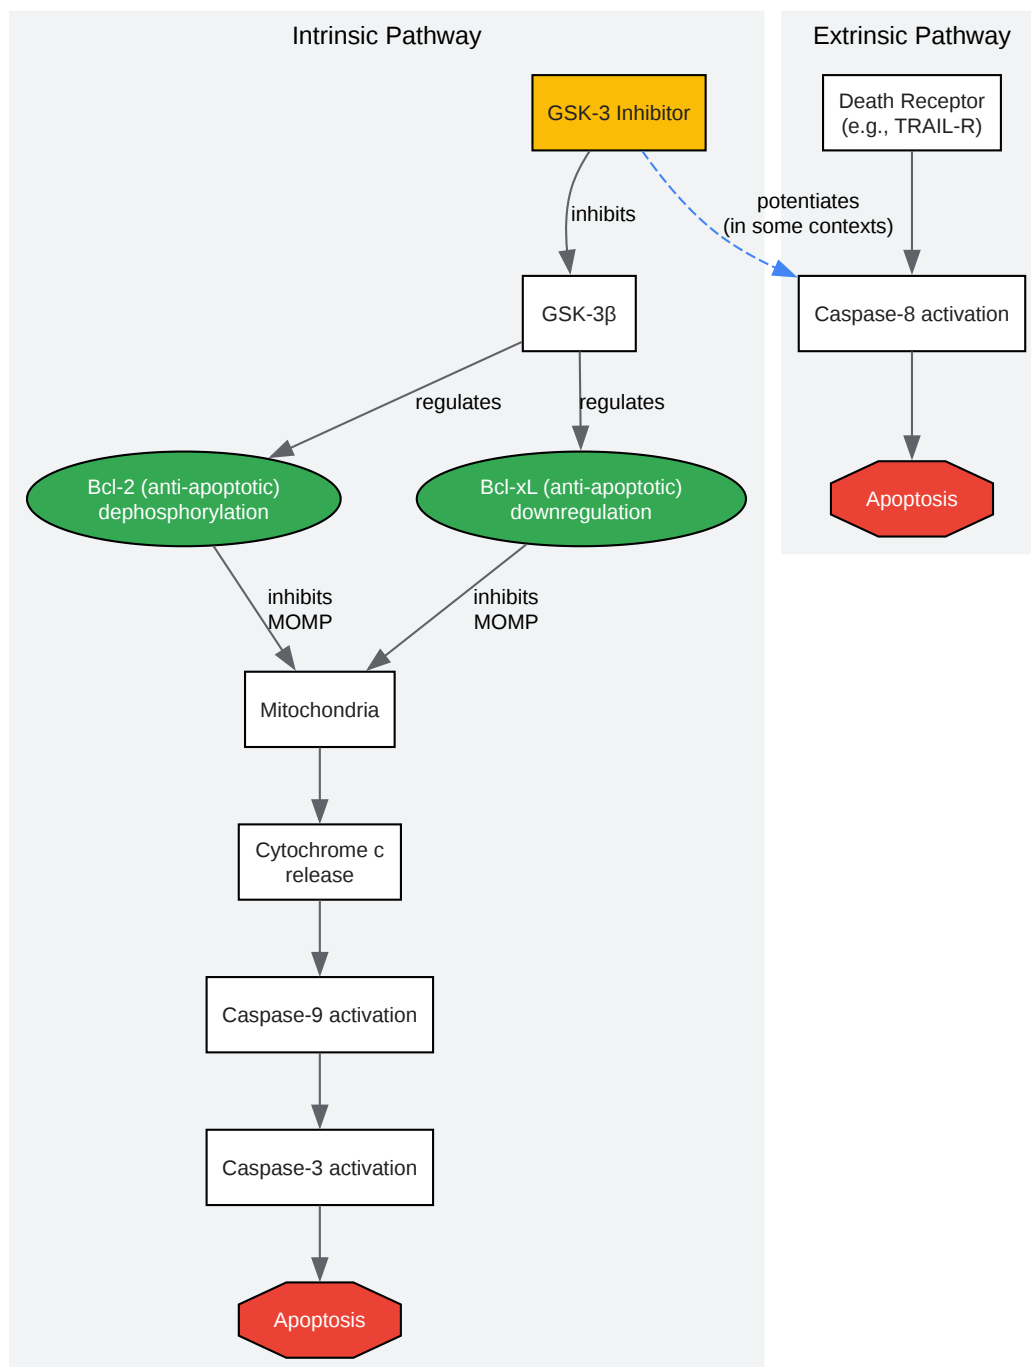 Intrinsic Pathway
Extrinsic Pathway
GSK-3 Inhibitor
Death Receptor
(e.g., TRAIL-R)
inhibits
potentiates
(in some contexts)
GSK-3β
Caspase-8 activation
regulates
regulates
Bcl-2 (anti-apoptotic)
dephosphorylation
Bcl-xL (anti-apoptotic)
downregulation
Apoptosis
inhibits
MOMP
inhibits
MOMP
Mitochondria
Cytochrome c
release
Caspase-9 activation
Caspase-3 activation
Apoptosis